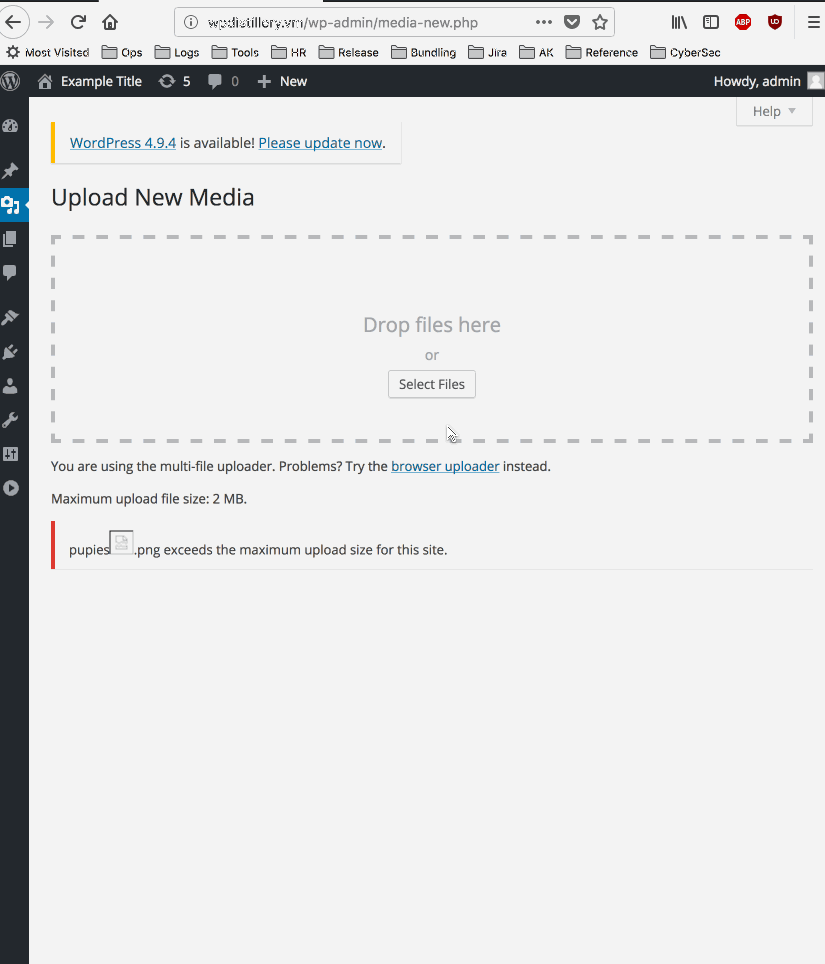 wpdistillery.vm/wp-admin/media-new.php
Most Visited Ops Logs Tools HR Release Bundling Jira AK Reference CyberSec
Example Title 5 0 New Howdy, admin
Help
WordPress 4.9.4 is available! Please update now.
Upload New Media
Drop files here
or
Select Files
You are using the multi-file uploader. Problems? Try the browser uploader instead.
Maximum upload file size: 2 MB.
pupies .png exceeds the maximum upload size for this site.
ABP